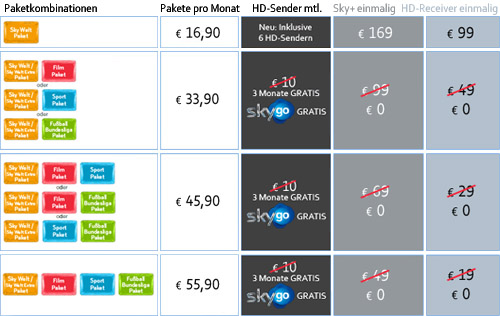 Paketkombinationen Pakete pro Monat HD-Sender mtl. Sky+ einmalig HD-Receiver einmalig
Sky Welt
Paket
€ 16,90
Neu: Inklusive
6 HD-Sendern
€ 169
€ 99
Sky Welt /
Sky Welt Extra
Paket
Film
Paket
oder
Sky Welt /
Sky Welt Extra
Paket
Sport
Paket
oder
Sky Welt /
Sky Welt Extra
Paket
Fußball
Bundesliga
Paket
€ 33,90
€ 10
3 Monate GRATIS
sky go GRATIS
€ 99
€ 0
€ 49
€ 0
Sky Welt /
Sky Welt Extra
Paket
Film
Paket
Sport
Paket
oder
Sky Welt /
Sky Welt Extra
Paket
Film
Paket
Fußball
Bundesliga
Paket
oder
Sky Welt /
Sky Welt Extra
Paket
Sport
Paket
Fußball
Bundesliga
Paket
€ 45,90
€ 10
3 Monate GRATIS
sky go GRATIS
€ 69
€ 0
€ 29
€ 0
Sky Welt /
Sky Welt Extra
Paket
Film
Paket
Sport
Paket
Fußball
Bundesliga
Paket
€ 55,90
€ 10
3 Monate GRATIS
sky go GRATIS
€ 49
€ 0
€ 19
€ 0